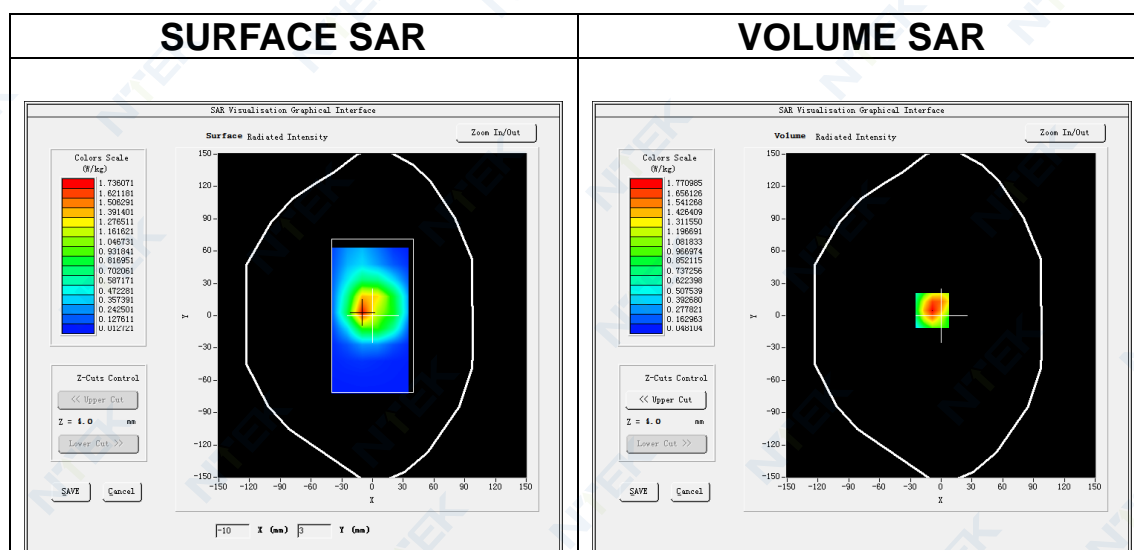 SURFACE SAR
VOLUME SAR
SAR Visualisation Graphical Interface
Surface Radiated Intensity
Zoom In/Out
Colors Scale
(W/kg)
1.736071
1.621181
1.506291
1.391401
1.276511
1.161621
1.046731
0.931841
0.816951
0.702061
0.587171
0.472281
0.357391
0.242501
0.127611
0.012721
150
120
90
60
30
0
-30
-60
-90
-120
-150
Y
-150 -120 -90 -60 -30 0 30 60 90 120 150
X
Z-Cuts Control
<< Upper Cut
Z = mm
Lower Cut >>
SAVE
Cancel
-10 X (mm) 3 Y (mm)
SAR Visualisation Graphical Interface
Volume Radiated Intensity
Zoom In/Out
Colors Scale
(W/kg)
1.770985
1.656126
1.541268
1.426409
1.311550
1.196691
1.081833
0.966974
0.852115
0.737256
0.622398
0.507539
0.392680
0.277821
0.162963
0.048104
150
120
90
60
30
0
-30
-60
-90
-120
-150
Y
-150 -120 -90 -60 -30 0 30 60 90 120 150
X
Z-Cuts Control
<< Upper Cut
Z = mm
Lower Cut >>
SAVE
Cancel
NTEK